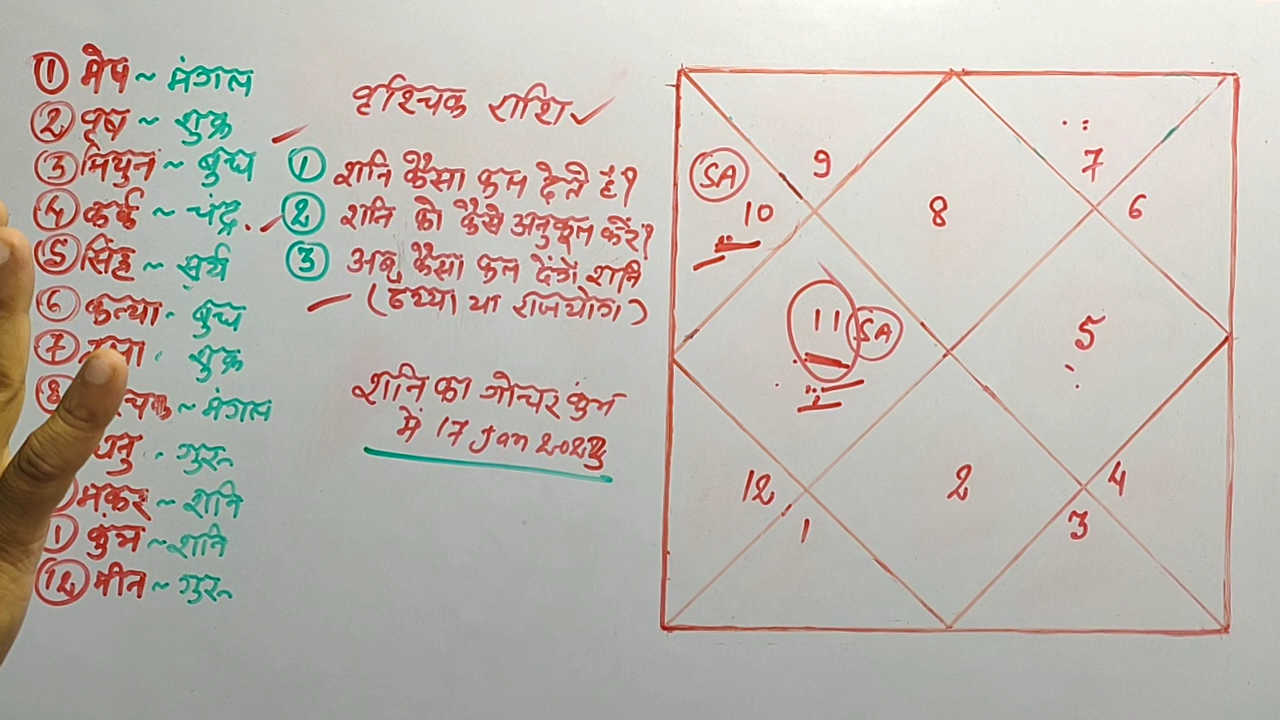 ① मेष ~ मंगल
② वृष ~ शुक्र
③ मिथुन ~ बुध
④ कर्क ~ चंद्र
⑤ सिंह ~ सूर्य
⑥ कन्या - बुध
⑦ शुक्र
~ मंगल
धनु - गुरु
मकर ~ शनि
कुंभ ~ शनि
⑫ मीन ~ गुरु
वृश्चिक राशि ✓
① शनि कैसा फल देते है?
② शनि को कैसे अनुकूल करें?
③ अब कैसा फल देंगे शनि
(ढय्या या राजयोग)
शनि का गोचर कुंभ
में 17 Jan 2023
SA
9
7
10
8
6
11 SA
5
12
2
4
1
3